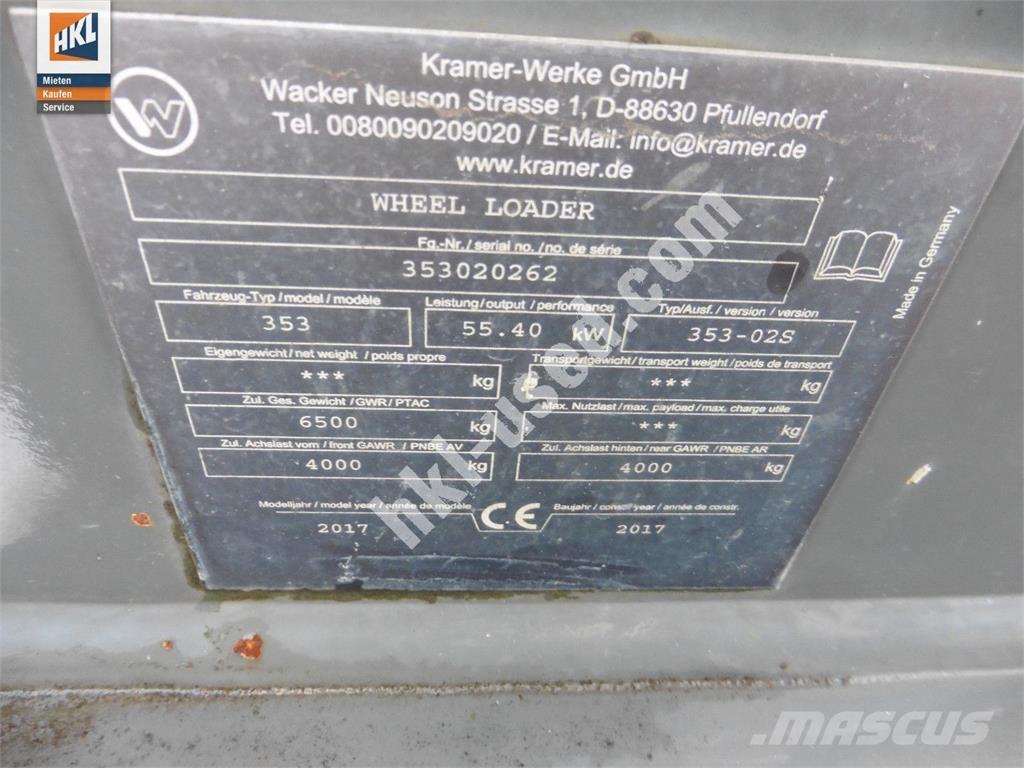 HKL
Mieten
Kaufen
Service
W
Kramer-Werke GmbH
Wacker Neuson Strasse 1, D-88630 Pfullendorf
Tel. 0080090209020 / E-Mail: info@kramer.de
www.kramer.de
WHEEL LOADER
Fg.-Nr. / serial no. / no. de série
353020262
Made in Germany
Fahrzeug-Typ / model / modèle
Leistung / output / performance
Typ/Ausf. / version / version
353
55.40 kW
353-02S
Eigengewicht / net weight / poids propre
Transportgewicht / transport weight / poids de transport
*** kg
*** kg
Zul. Ges. Gewicht / GWR / PTAC
Max. Nutzlast / max. payload / max. charge utile
6500 kg
*** kg
Zul. Achslast vorn / front GAWR / PNBE AV
Zul. Achslast hinten / rear GAWR / PNBE AR
4000 kg
4000 kg
Modelljahr / model year / année de modèle
CE
Baujahr / constr. year / année de constr.
2017
2017
hkl-used.com
MASCUS